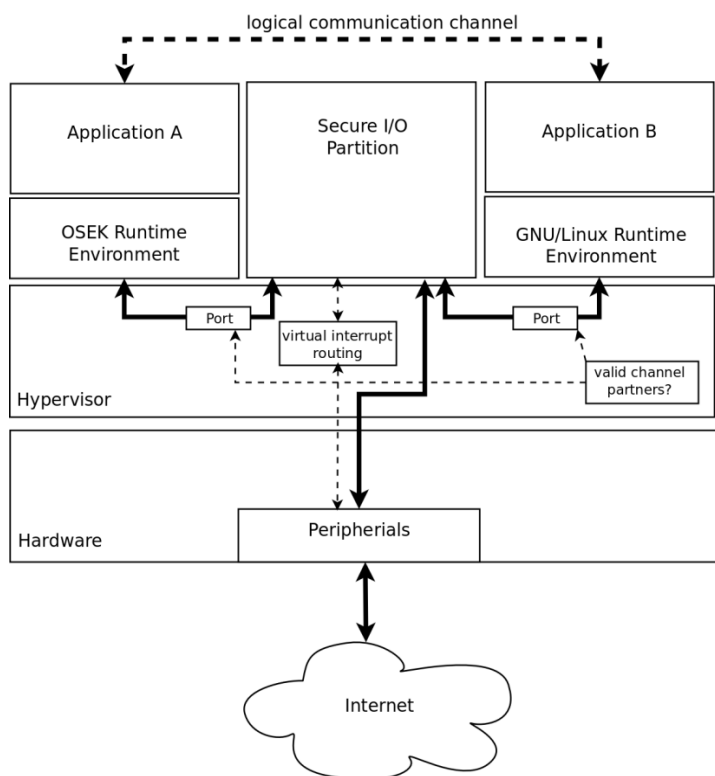 logical communication channel
Application A
Secure I/O
Partition
Application B
OSEK Runtime
Environment
GNU/Linux Runtime
Environment
Port
virtual interrupt
routing
Port
valid channel
partners?
Hypervisor
Hardware
Peripherials
Internet